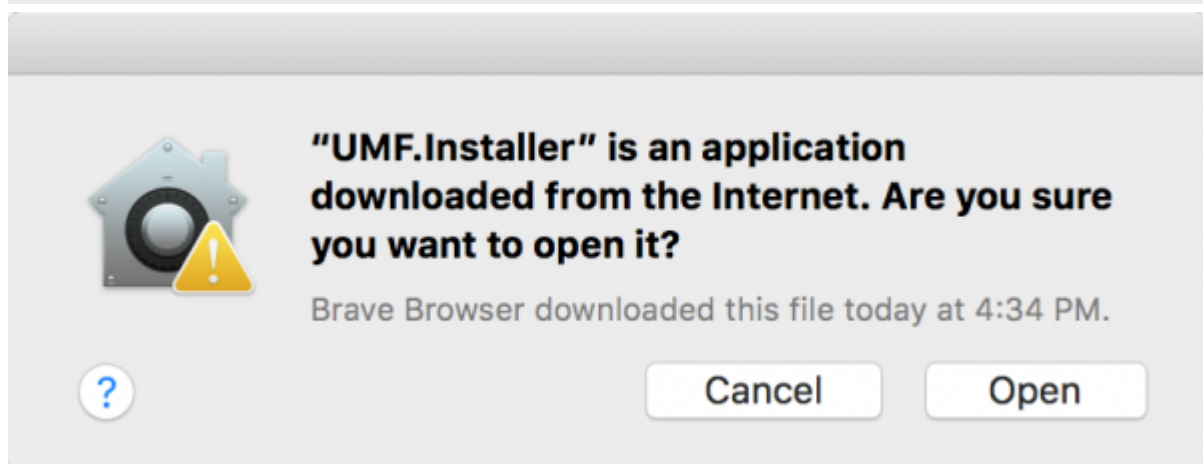 "UMF.Installer" is an application
downloaded from the Internet. Are you sure
you want to open it?
Brave Browser downloaded this file today at 4:34 PM.
?
Cancel
Open